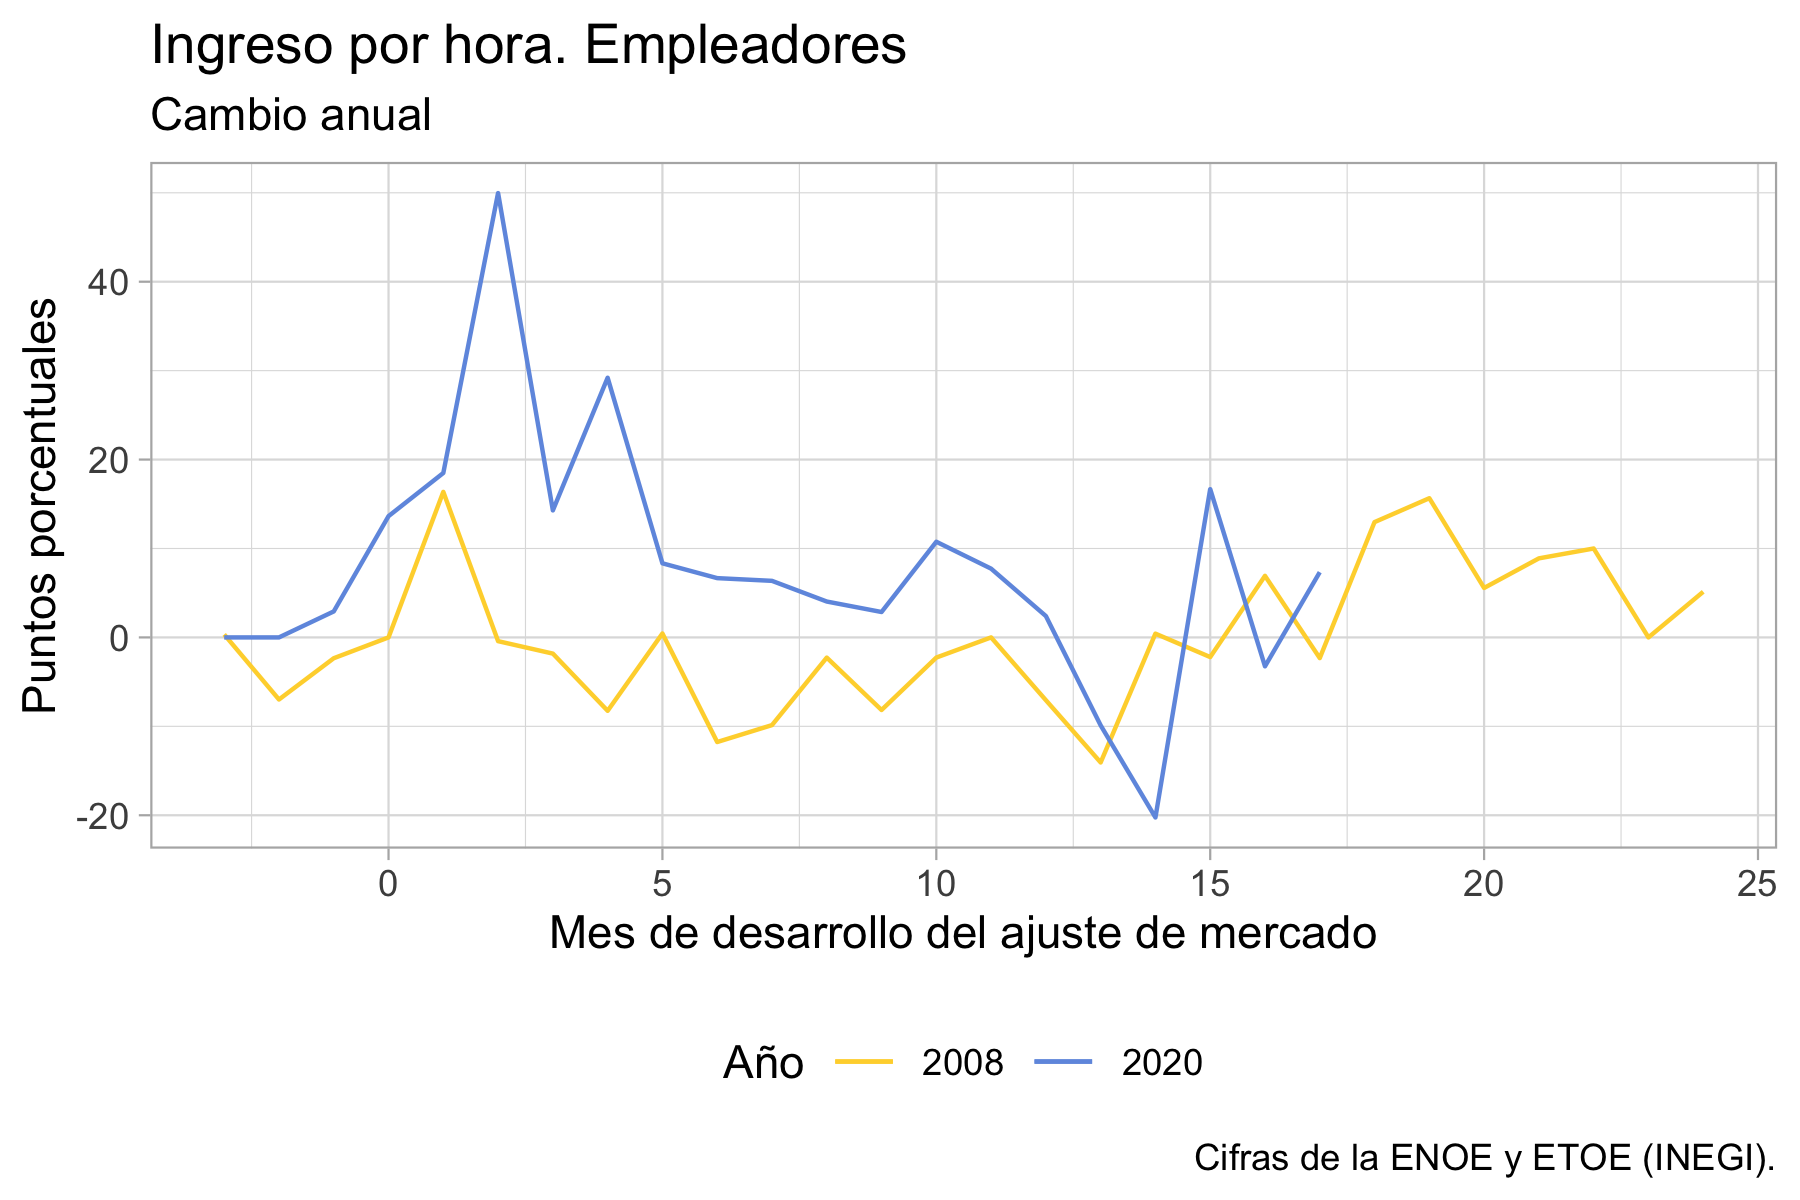 Ingreso por hora. Empleadores
Cambio anual
Puntos porcentuales
40
20
0
-20
0 5 10 15 20 25
Mes de desarrollo del ajuste de mercado
Año 2008 2020
Cifras de la ENOE y ETOE (INEGI).